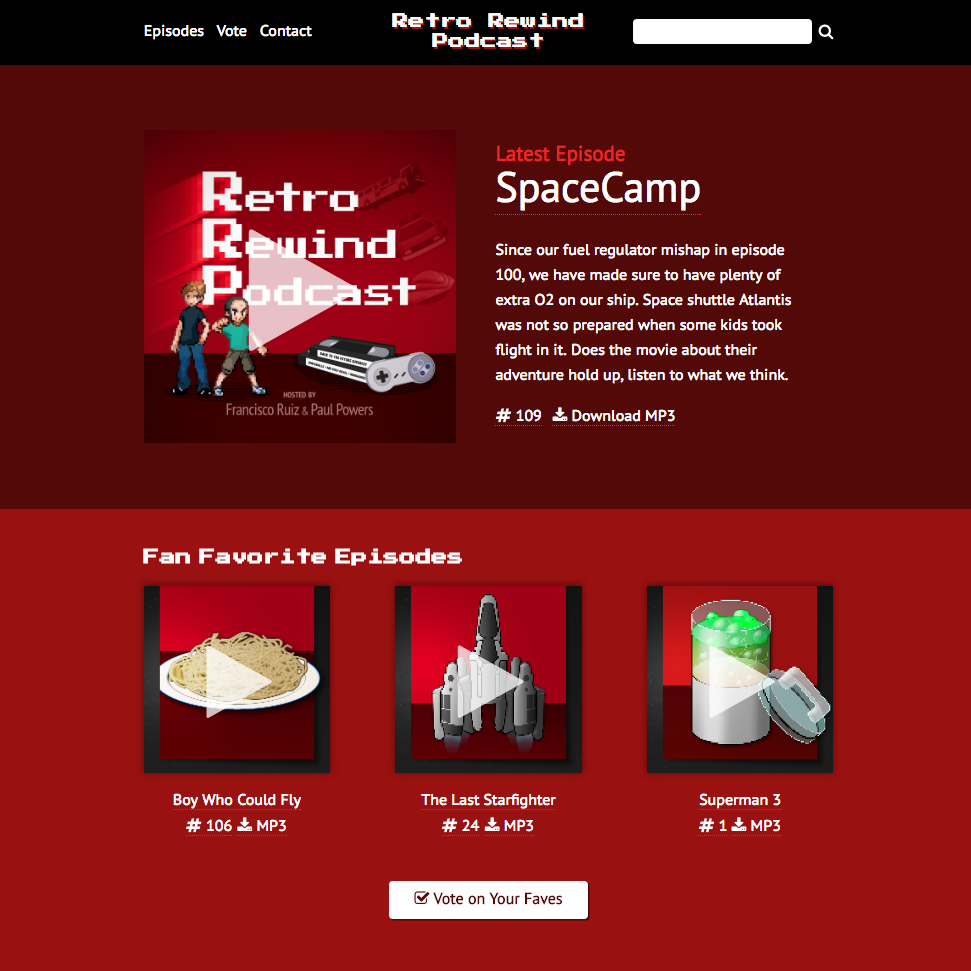 Episodes Vote Contact
Retro Rewind
Podcast
Retro
Rewind
Podcast
HOSTED BY
Francisco Ruiz & Paul Powers
Latest Episode
SpaceCamp
Since our fuel regulator mishap in episode
100, we have made sure to have plenty of
extra O2 on our ship. Space shuttle Atlantis
was not so prepared when some kids took
flight in it. Does the movie about their
adventure hold up, listen to what we think.
# 109 Download MP3
Fan Favorite Episodes
Boy Who Could Fly
# 106 MP3
The Last Starfighter
# 24 MP3
Superman 3
# 1 MP3
Vote on Your Faves